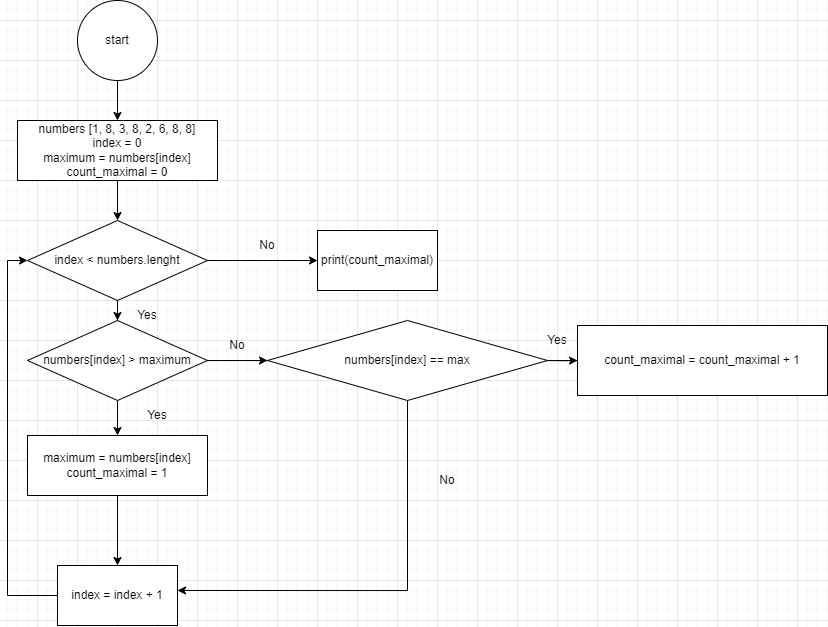 start
numbers [1, 8, 3, 8, 2, 6, 8, 8]
index = 0
maximum = numbers[index]
count_maximal = 0
index < numbers.lenght
No
print(count_maximal)
Yes
numbers[index] > maximum
No
numbers[index] == max
Yes
count_maximal = count_maximal + 1
Yes
maximum = numbers[index]
count_maximal = 1
No
index = index + 1